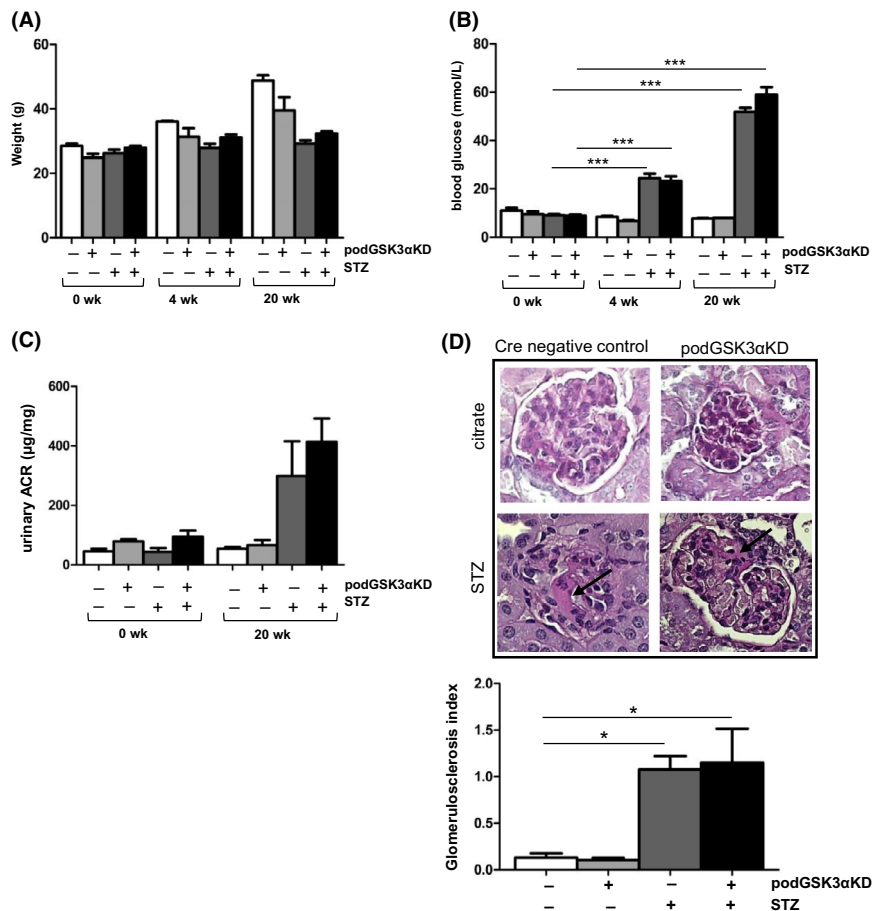 (A)
Weight (g)
60
40
20
0
– + – + – + – + – + – + podGSK3αKD
– – + + – – + + – – + + STZ
0 wk 4 wk 20 wk
(B)
blood glucose (mmol/L)
80
60
40
20
0
***
***
***
***
– + – + – + – + – + – + podGSK3αKD
– – + + – – + + – – + + STZ
0 wk 4 wk 20 wk
(C)
urinary ACR (µg/mg)
600
400
200
0
– + – + – + – + podGSK3αKD
– – + + – – + + STZ
0 wk 20 wk
(D)
Cre negative control podGSK3αKD
citrate
STZ
Glomerulosclerosis index
2.0
1.5
1.0
0.5
0.0
*
*
– + – + podGSK3αKD
– – + + STZ